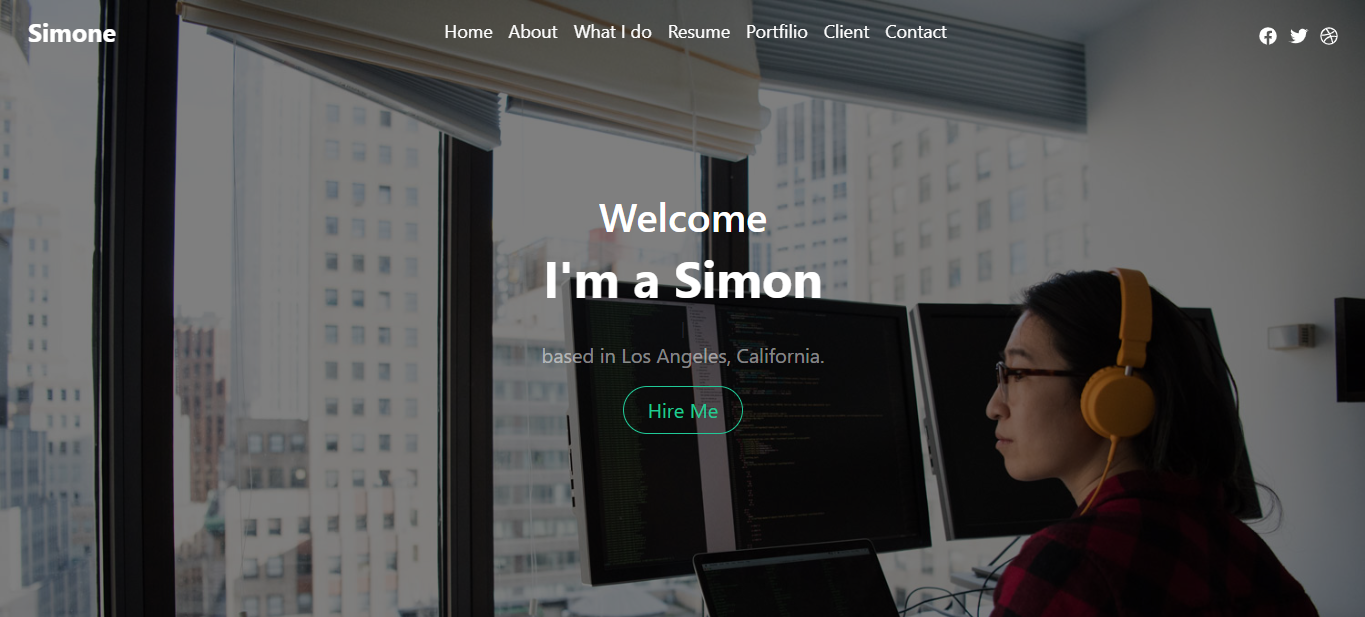 Simone
Home About What I do Resume Portfilio Client Contact
Welcome
I'm a Simon
based in Los Angeles, California.
Hire Me